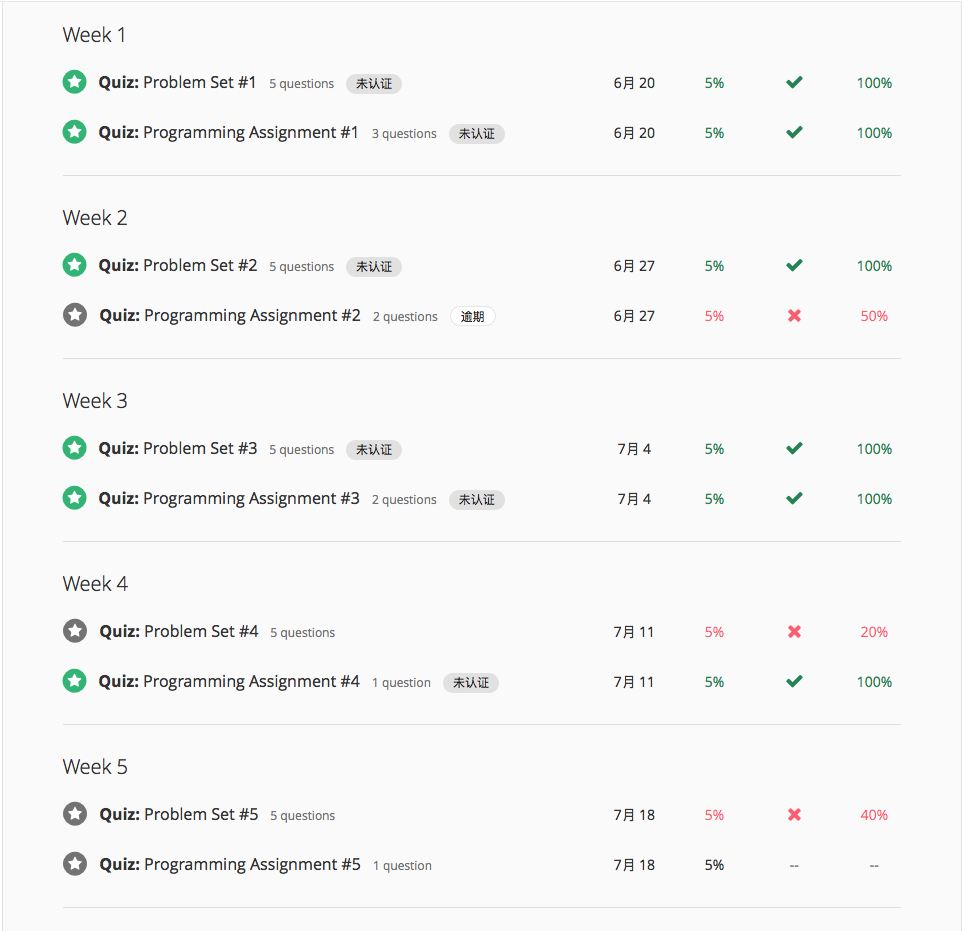 Week 1
Quiz: Problem Set #1 5 questions 未认证 6月 20 5% 100%
Quiz: Programming Assignment #1 3 questions 未认证 6月 20 5% 100%
Week 2
Quiz: Problem Set #2 5 questions 未认证 6月 27 5% 100%
Quiz: Programming Assignment #2 2 questions 逾期 6月 27 5% 50%
Week 3
Quiz: Problem Set #3 5 questions 未认证 7月 4 5% 100%
Quiz: Programming Assignment #3 2 questions 未认证 7月 4 5% 100%
Week 4
Quiz: Problem Set #4 5 questions 7月 11 5% 20%
Quiz: Programming Assignment #4 1 question 未认证 7月 11 5% 100%
Week 5
Quiz: Problem Set #5 5 questions 7月 18 5% 40%
Quiz: Programming Assignment #5 1 question 7月 18 5% -- --